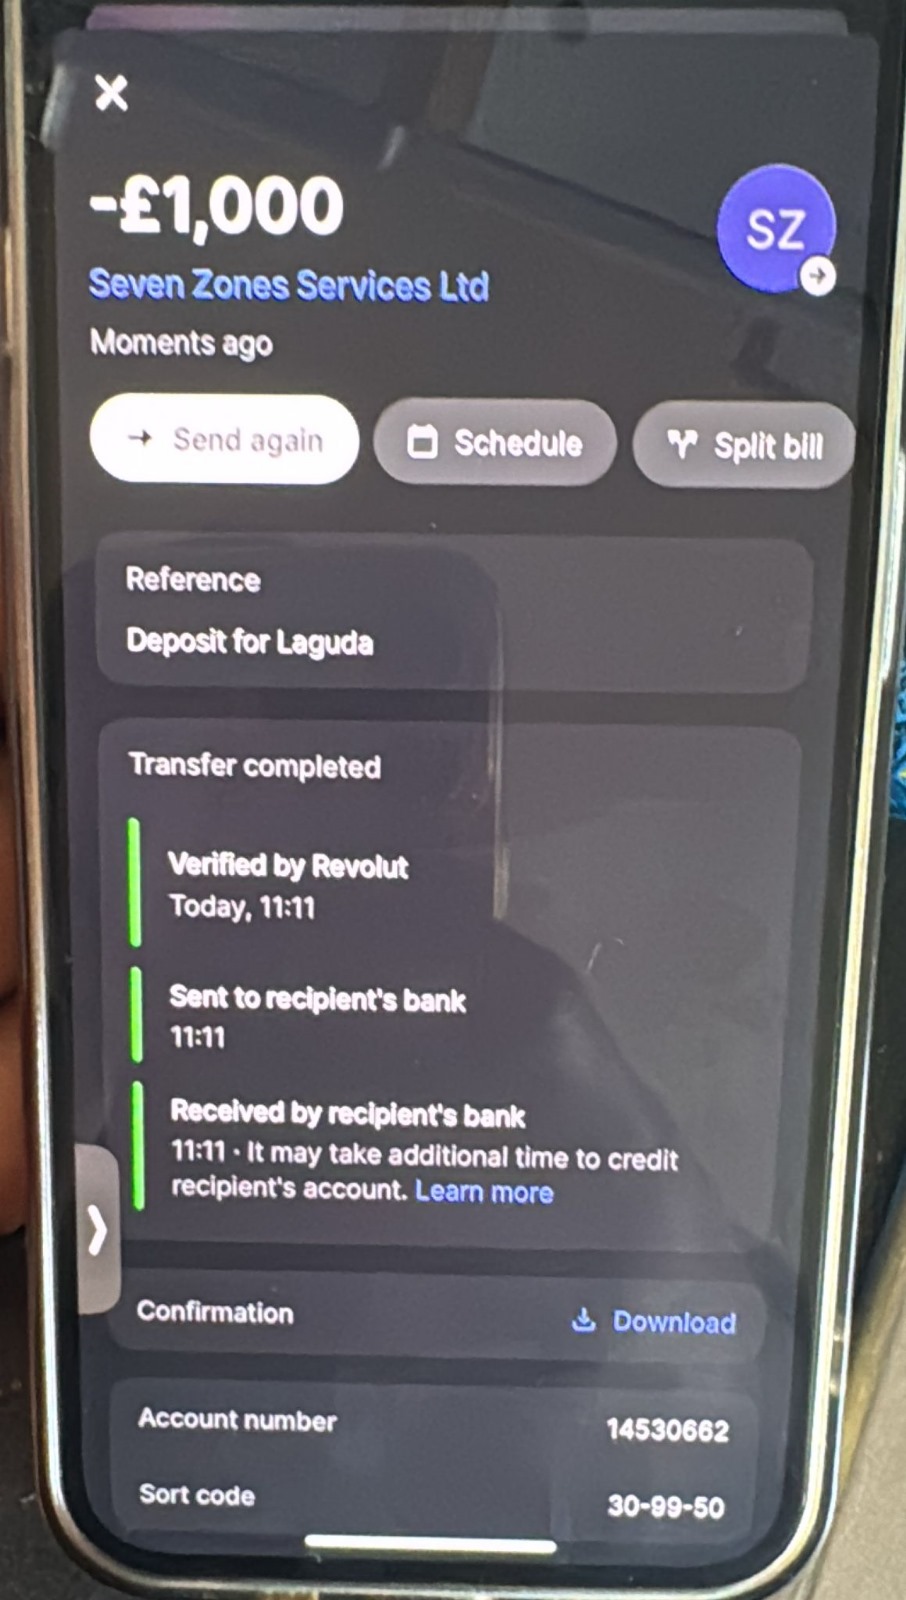 -£1,000
SZ
Seven Zones Services Ltd
Moments ago
Send again
Schedule
Split bill
Reference
Deposit for Laguda
Transfer completed
Verified by Revolut
Today, 11:11
Sent to recipient's bank
11:11
Received by recipient's bank
11:11 · It may take additional time to credit
recipient's account. Learn more
Confirmation
Download
Account number
14530662
Sort code
30-99-50